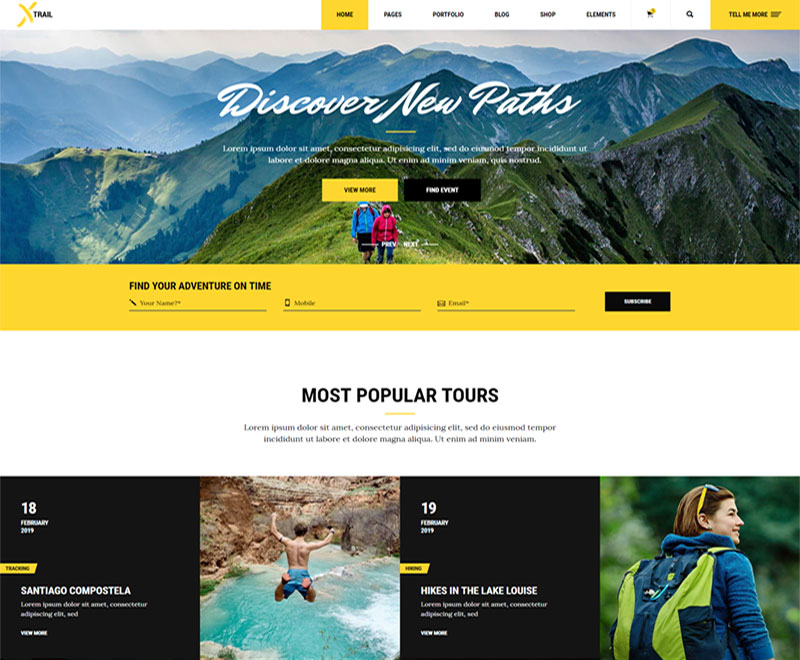 TRAIL
HOME PAGES PORTFOLIO BLOG SHOP ELEMENTS TELL ME MORE
Discover New Paths
Lorem ipsum dolor sit amet, consectetur adipisicing elit, sed do eiusmod tempor incididunt ut
labore et dolore magna aliqua. Ut enim ad minim veniam, quis nostrud.
VIEW MORE FIND EVENT
PREV NEXT
FIND YOUR ADVENTURE ON TIME
Your Name?* Mobile Email* SUBSCRIBE
MOST POPULAR TOURS
Lorem ipsum dolor sit amet, consectetur adipisicing elit, sed do eiusmod tempor
incididunt ut labore et dolore magna aliqua. Ut enim ad minim veniam.
18
FEBRUARY
2019
TRACKING
SANTIAGO COMPOSTELA
Lorem ipsum dolor sit amet, consectetur
adipiscing elit, sed
VIEW MORE
19
FEBRUARY
2019
HIKING
HIKES IN THE LAKE LOUISE
Lorem ipsum dolor sit amet, consectetur
adipiscing elit, sed
VIEW MORE